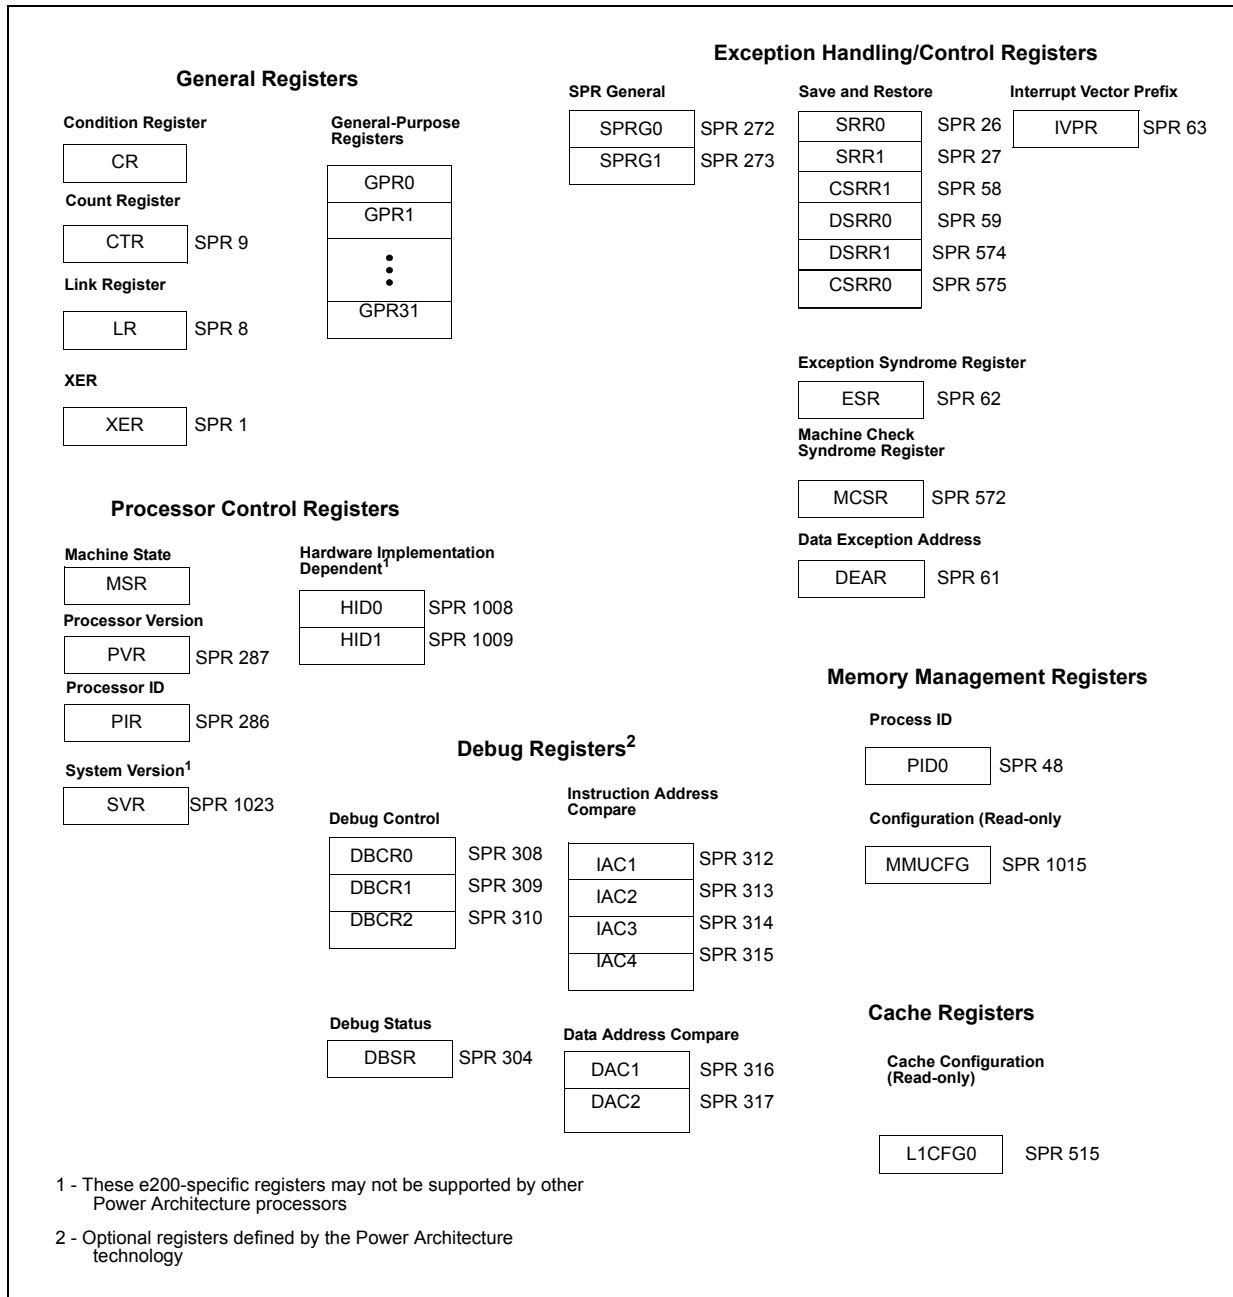 General Registers
Condition Register
CR
Count Register
CTR SPR 9
Link Register
LR SPR 8
XER
XER SPR 1
General-Purpose
Registers
GPR0
GPR1
GPR31
Exception Handling/Control Registers
SPR General
SPRG0 SPR 272
SPRG1 SPR 273
Save and Restore
SRR0 SPR 26
SRR1 SPR 27
CSRR1 SPR 58
DSRR0 SPR 59
DSRR1 SPR 574
CSRR0 SPR 575
Interrupt Vector Prefix
IVPR SPR 63
Exception Syndrome Register
ESR SPR 62
Machine Check
Syndrome Register
MCSR SPR 572
Data Exception Address
DEAR SPR 61
Processor Control Registers
Machine State
MSR
Processor Version
PVR SPR 287
Processor ID
PIR SPR 286
System Version1
SVR SPR 1023
Hardware Implementation
Dependent1
HID0 SPR 1008
HID1 SPR 1009
Memory Management Registers
Process ID
PID0 SPR 48
Configuration (Read-only
MMUCFG SPR 1015
Debug Registers2
Debug Control
DBCR0 SPR 308
DBCR1 SPR 309
DBCR2 SPR 310
Instruction Address
Compare
IAC1 SPR 312
IAC2 SPR 313
IAC3 SPR 314
IAC4 SPR 315
Debug Status
DBSR SPR 304
Data Address Compare
DAC1 SPR 316
DAC2 SPR 317
Cache Registers
Cache Configuration
(Read-only)
L1CFG0 SPR 515
1 - These e200-specific registers may not be supported by other
Power Architecture processors
2 - Optional registers defined by the Power Architecture
technology